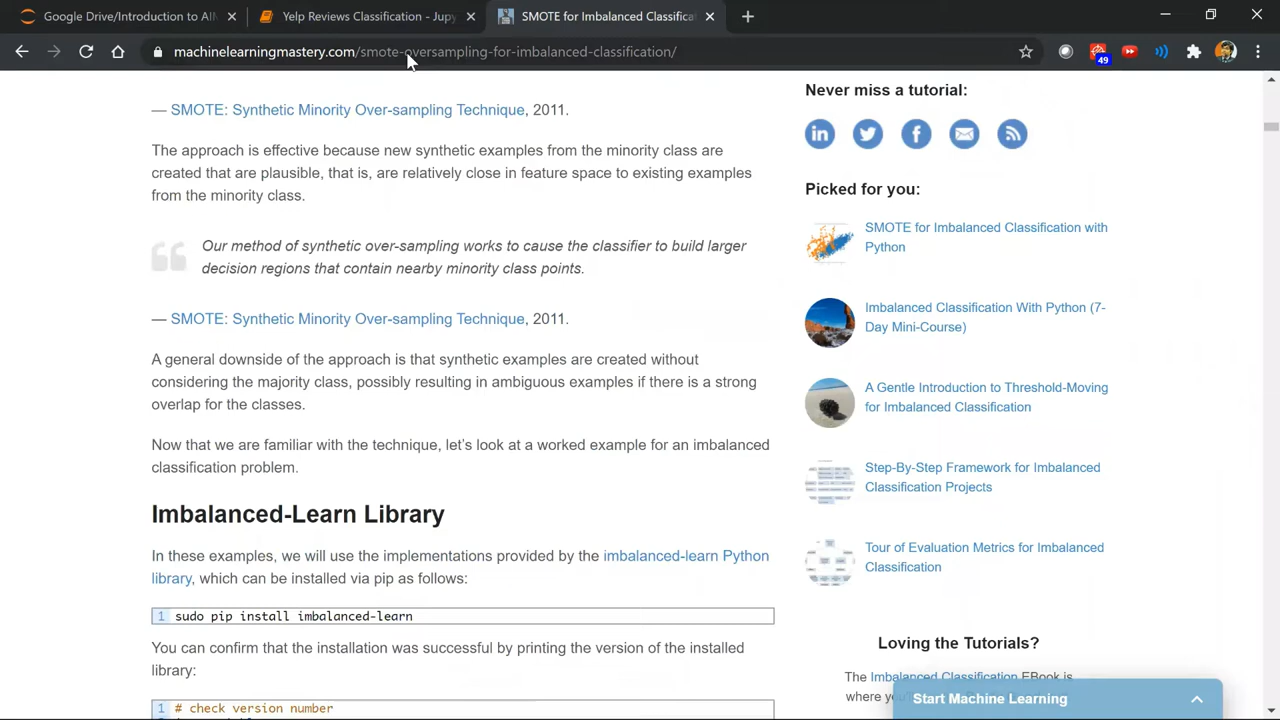 Google Drive/Introduction to AI/
Yelp Reviews Classification - Jupy
SMOTE for Imbalanced Classificat
machinelearningmastery.com/smote-oversampling-for-imbalanced-classification/
49
— SMOTE: Synthetic Minority Over-sampling Technique, 2011.
The approach is effective because new synthetic examples from the minority class are
created that are plausible, that is, are relatively close in feature space to existing examples
from the minority class.
Our method of synthetic over-sampling works to cause the classifier to build larger
decision regions that contain nearby minority class points.
— SMOTE: Synthetic Minority Over-sampling Technique, 2011.
A general downside of the approach is that synthetic examples are created without
considering the majority class, possibly resulting in ambiguous examples if there is a strong
overlap for the classes.
Now that we are familiar with the technique, let's look at a worked example for an imbalanced
classification problem.
Imbalanced-Learn Library
In these examples, we will use the implementations provided by the imbalanced-learn Python
library, which can be installed via pip as follows:
1 sudo pip install imbalanced-learn
You can confirm that the installation was successful by printing the version of the installed
library:
1 # check version number
Never miss a tutorial:
in
Picked for you:
SMOTE for Imbalanced Classification with
Python
Imbalanced Classification With Python (7-
Day Mini-Course)
A Gentle Introduction to Threshold-Moving
for Imbalanced Classification
Step-By-Step Framework for Imbalanced
Classification Projects
Tour of Evaluation Metrics for Imbalanced
Classification
Loving the Tutorials?
The Imbalanced Classification EBook is
where you'
Start Machine Learning